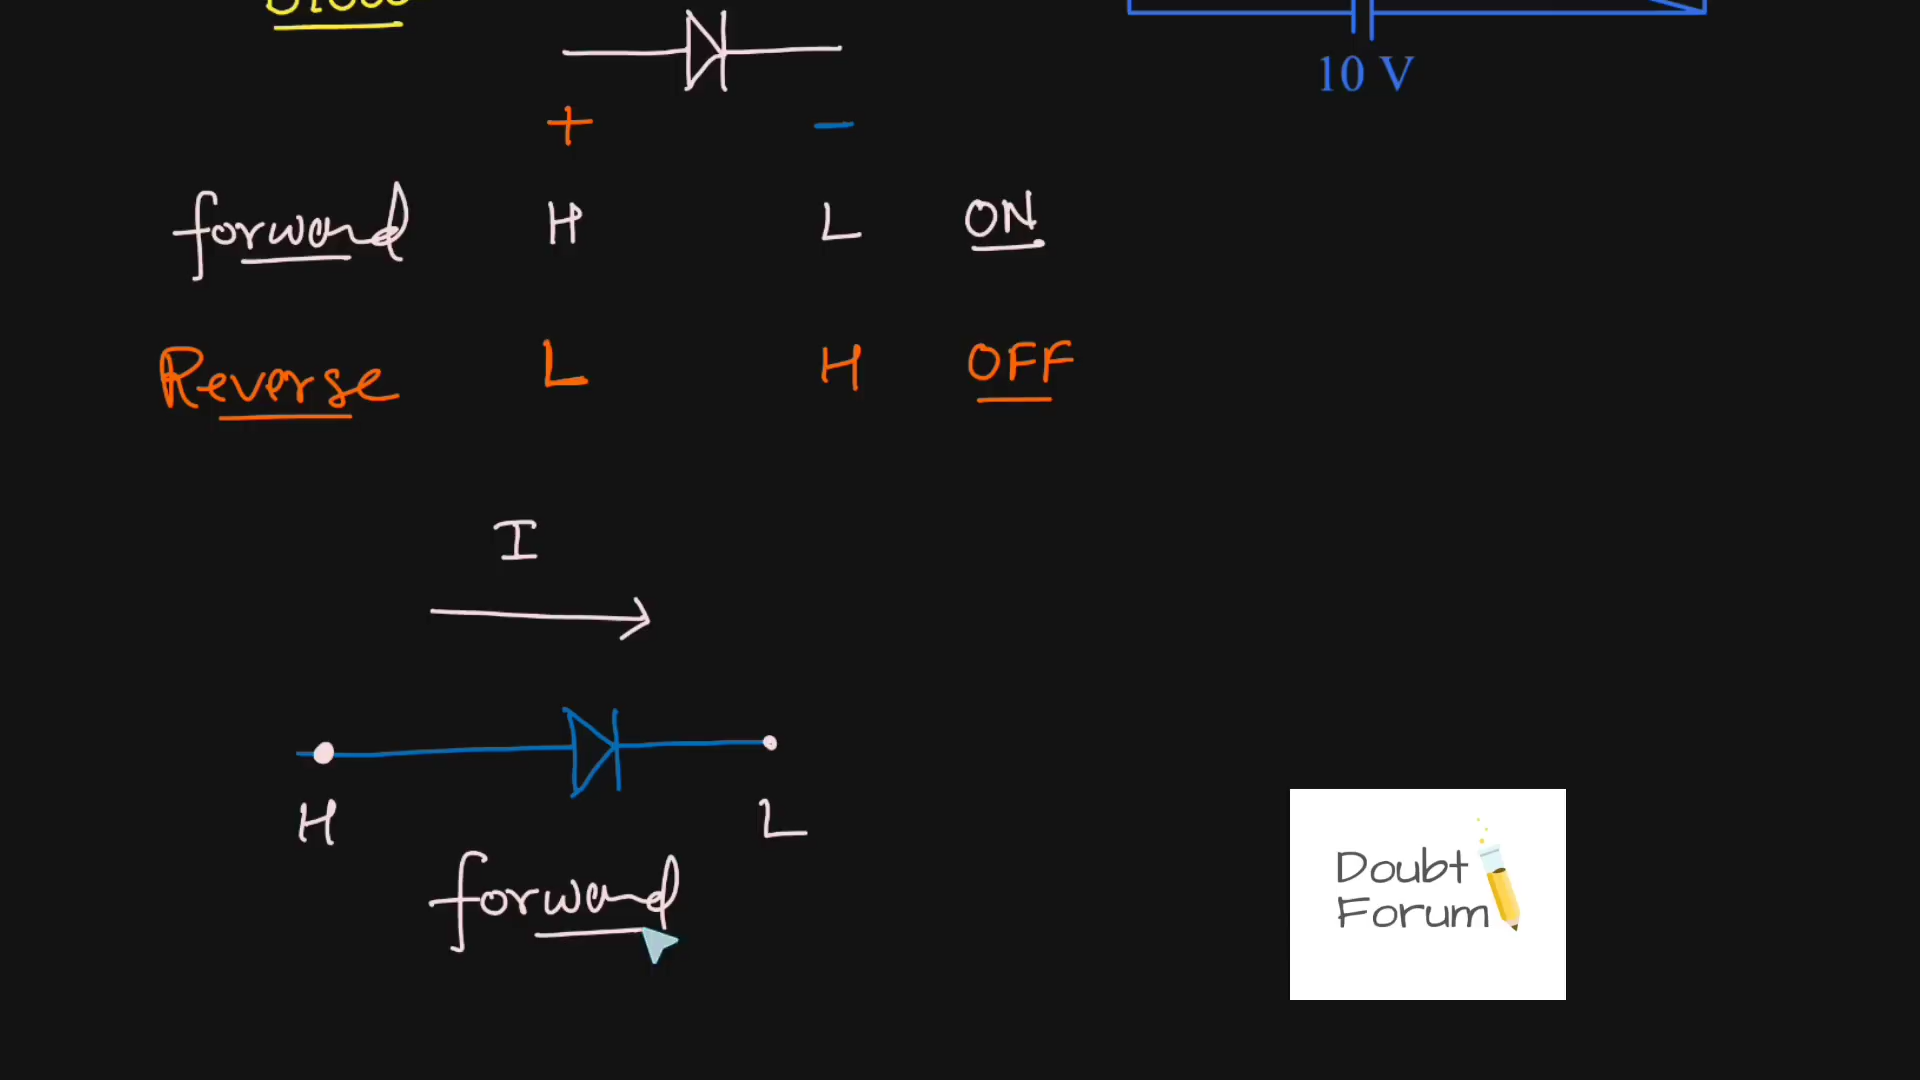 10 V
+ −
forward H L ON
Reverse L H OFF
I
H L
forward
Doubt
Forum